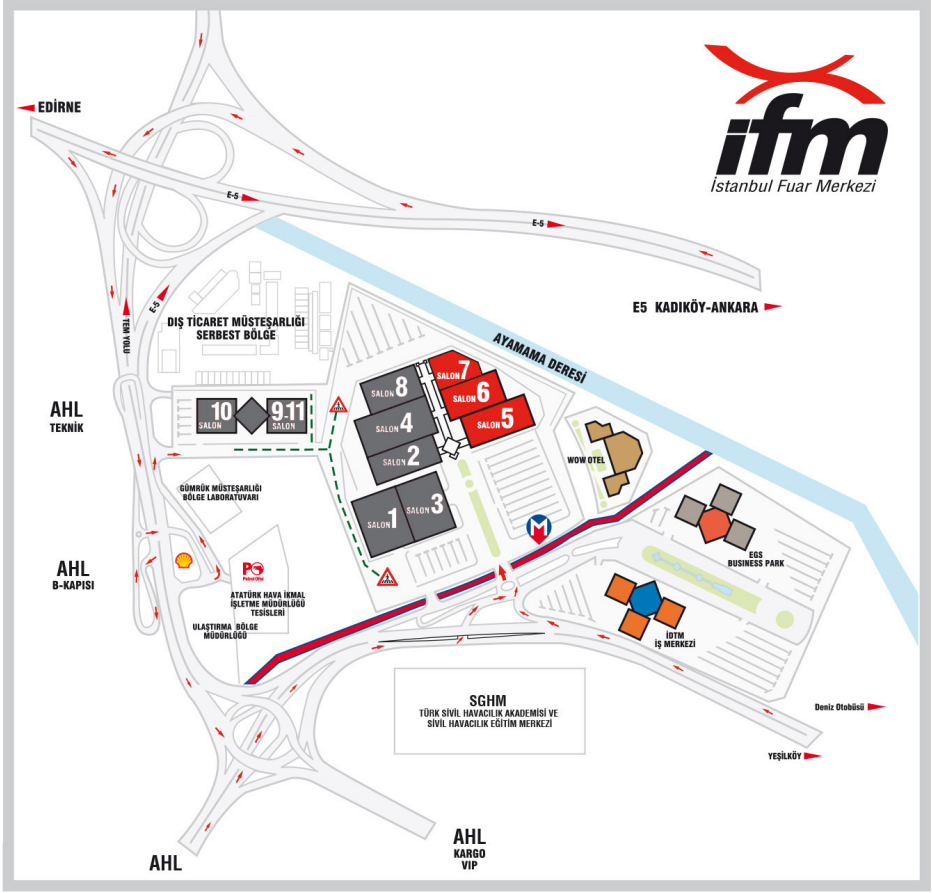 EDİRNE
ifm
İstanbul Fuar Merkezi
E-5
E-5
E5 KADIKÖY-ANKARA
E-5
TEM YOLU
DIŞ TİCARET MÜSTEŞARLIĞI
SERBEST BÖLGE
AYAMAMA DERESİ
SALON 7
SALON 8
SALON 6
SALON 5
SALON 4
SALON 2
SALON 3
SALON 1
10
SALON
9-11
SALON
AHL
TEKNİK
WOW OTEL
GÜMRÜK MÜSTEŞARLIĞI
BÖLGE LABORATUVARI
M
EGS
BUSINESS PARK
AHL
B-KAPISI
PO
Petrol Ofisi
ATATÜRK HAVA İKMAL
İŞLETME MÜDÜRLÜĞÜ
TESİSLERİ
ULAŞTIRMA BÖLGE
MÜDÜRLÜĞÜ
İDTM
İŞ MERKEZİ
SGHM
TÜRK SİVİL HAVACILIK AKADEMİSİ VE
SİVİL HAVACILIK EĞİTİM MERKEZİ
Deniz Otobüsü
YEŞİLKÖY
AHL
KARGO
VIP
AHL